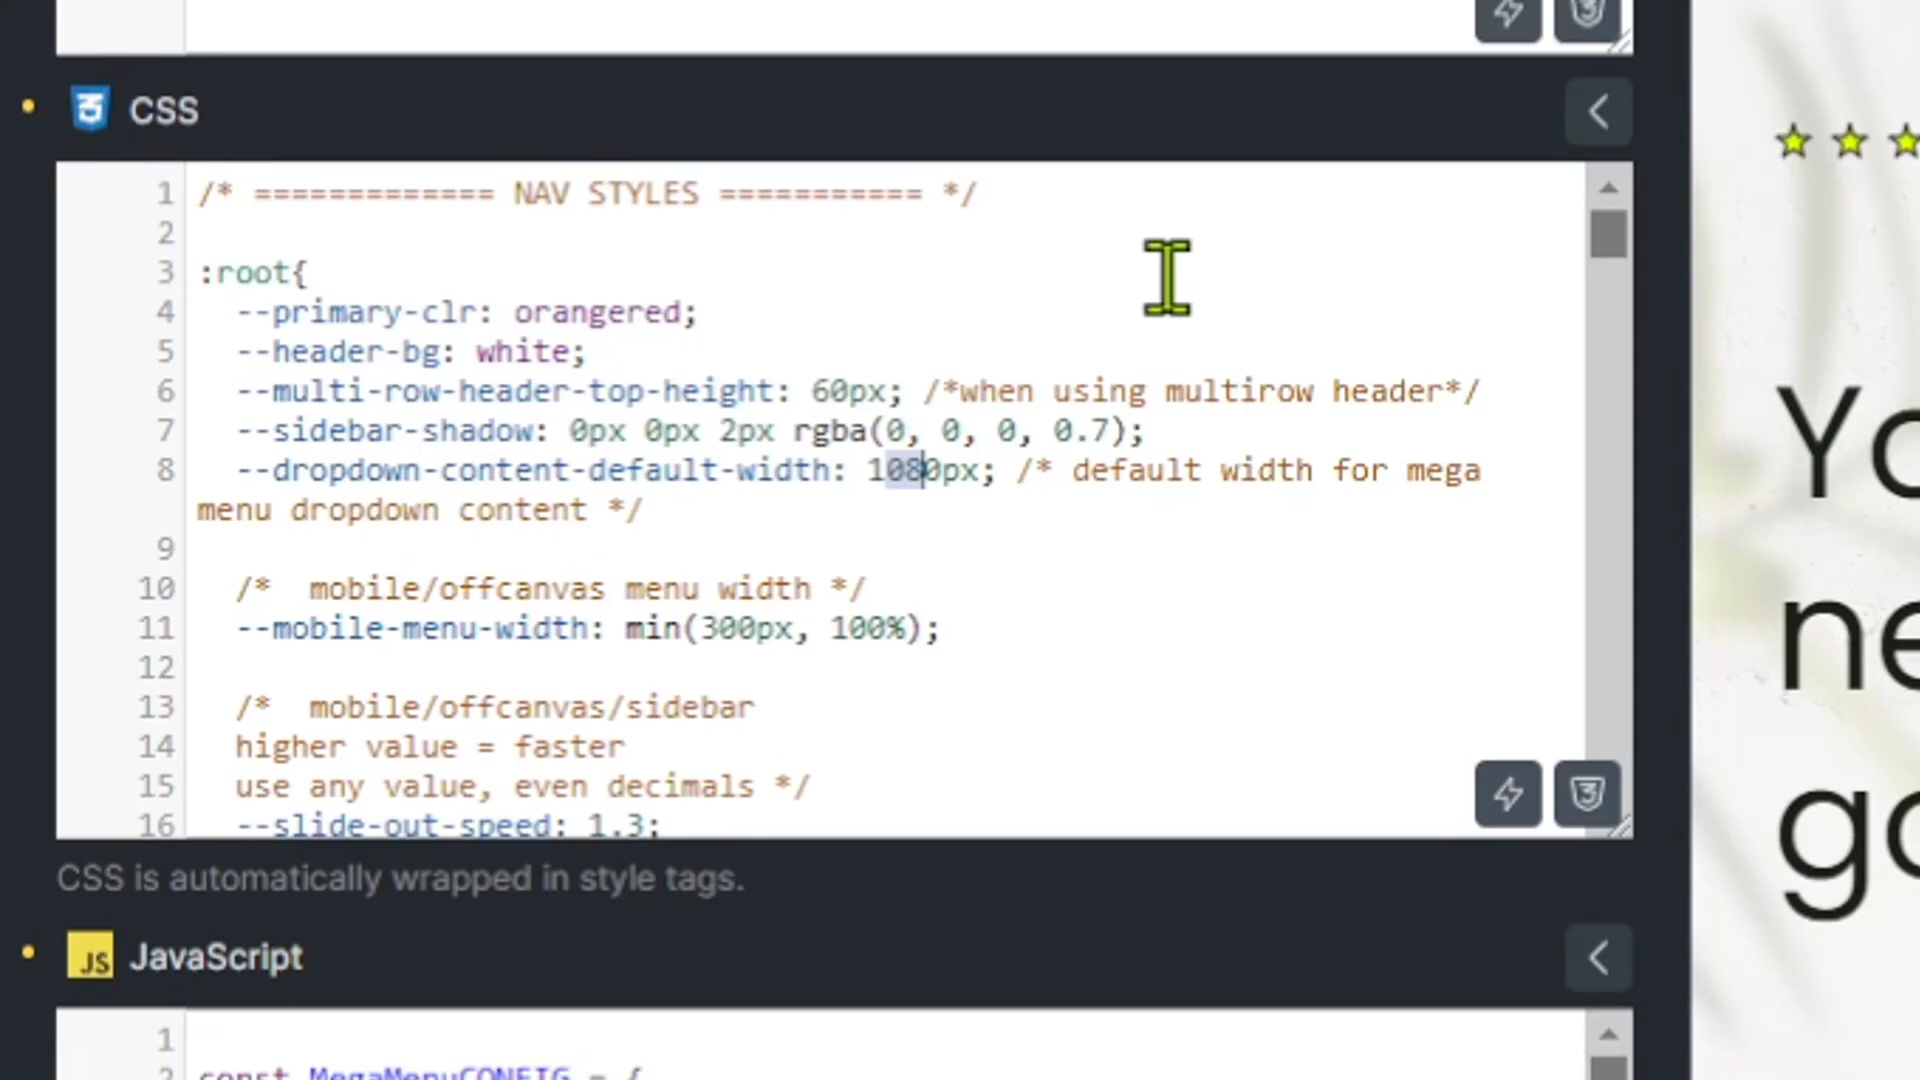 CSS
1 /* ============= NAV STYLES =========== */
2
3 :root{
4 --primary-clr: orangered;
5 --header-bg: white;
6 --multi-row-header-top-height: 60px; /*when using multirow header*/
7 --sidebar-shadow: 0px 0px 2px rgba(0, 0, 0, 0.7);
8 --dropdown-content-default-width: 1080px; /* default width for mega
menu dropdown content */
9
10 /*  mobile/offcanvas menu width */
11 --mobile-menu-width: min(300px, 100%);
12
13 /*  mobile/offcanvas/sidebar
14 higher value = faster
15 use any value, even decimals */
16 --slide-out-speed: 1.3;
CSS is automatically wrapped in style tags.
JS JavaScript
1
2 const MegaMenuCONFIG = {
Yo
ne
go